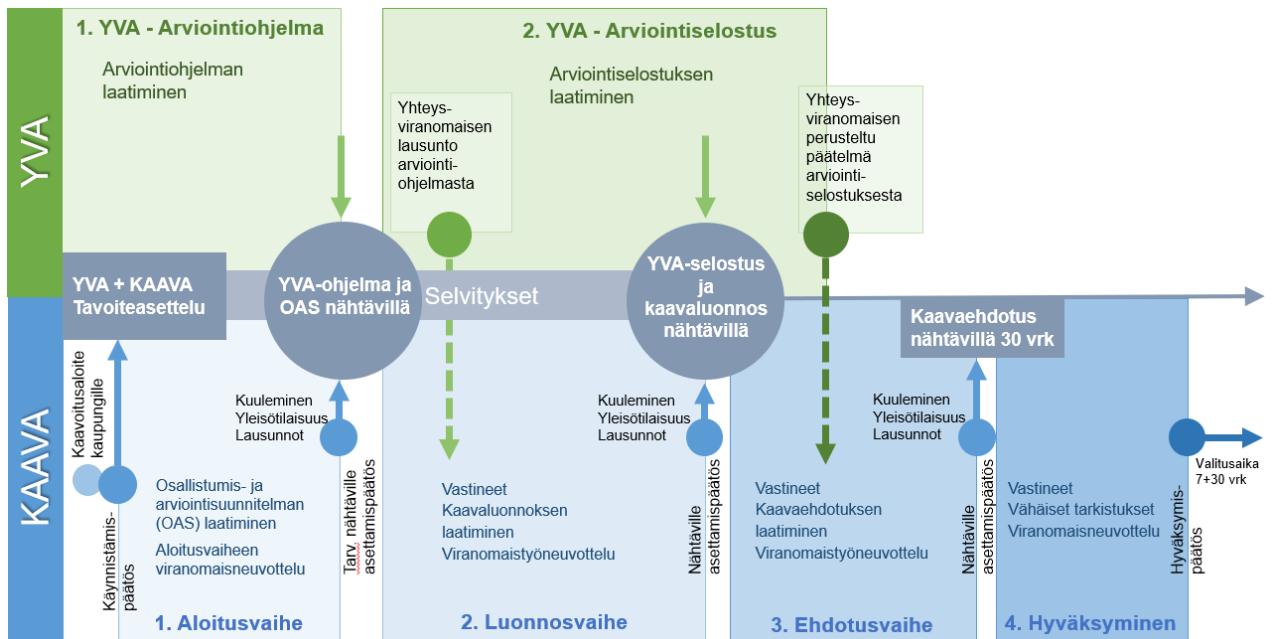 YVA
1. YVA - Arviointiohjelma
Arviointiohjelman
laatiminen
2. YVA - Arviointiselostus
Arviointiselostuksen
laatiminen
Yhteys-
viranomaisen
lausunto
arviointi-
ohjelmasta
Yhteys-
viranomaisen
perusteltu
päätelmä
arviointi-
selostuksesta
YVA + KAAVA
Tavoiteasettelu
YVA-ohjelma ja
OAS nähtävillä
Selvitykset
YVA-selostus
ja
kaavaluonnos
nähtävillä
Kaavaehdotus
nähtävillä 30 vrk
KAAVA
Kaavoitusaloite
kaupungille
Käynnistämis-
päätös
Kuuleminen
Yleisötilaisuus
Lausunnot
Osallistumis- ja
arviointisuunnitelman
(OAS) laatiminen
Aloitusvaiheen
viranomaisneuvottelu
Tarv. nähtäville
asettamispäätös
1. Aloitusvaihe
Kuuleminen
Yleisötilaisuus
Lausunnot
Vastineet
Kaavaluonnoksen
laatiminen
Viranomaistyöneuvottelu
Nähtäville
asettamispäätös
2. Luonnosvaihe
Kuuleminen
Yleisötilaisuus
Lausunnot
Vastineet
Kaavaehdotuksen
laatiminen
Viranomaistyöneuvottelu
Nähtäville
asettamispäätös
3. Ehdotusvaihe
Vastineet
Vähäiset tarkistukset
Viranomaisneuvottelu
Hyväksymis-
päätös
Valitusaika
7+30 vrk
4. Hyväksyminen